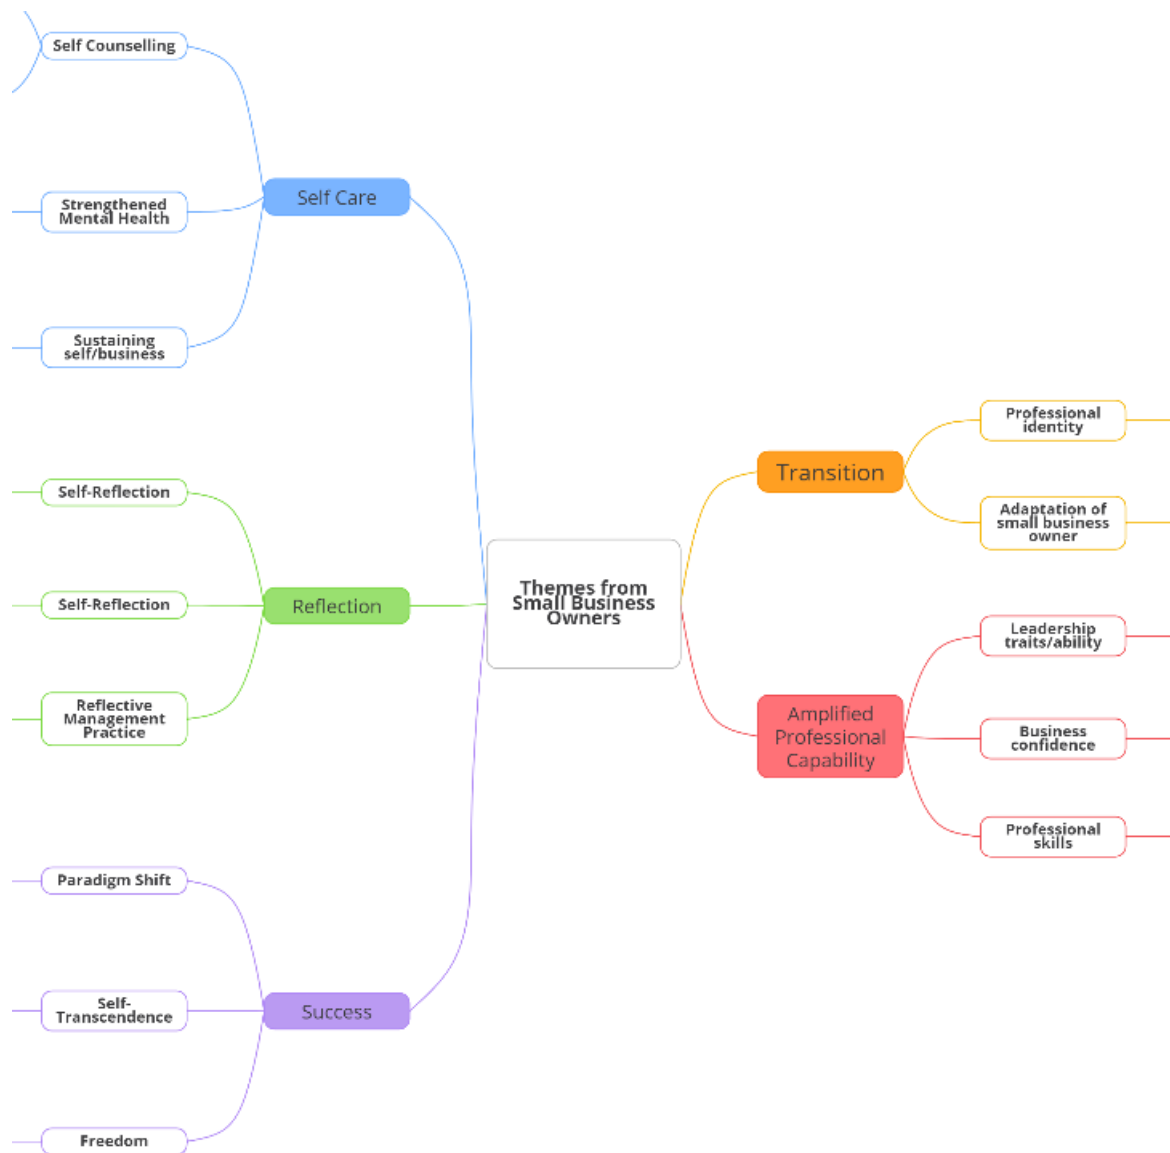 Self Counselling
Self Care
Strengthened
Mental Health
Sustaining
self/business
Self-Reflection
Reflection
Self-Reflection
Reflective
Management
Practice
Paradigm Shift
Success
Self-
Transcendence
Freedom
Themes from
Small Business
Owners
Transition
Professional
identity
Adaptation of
small business
owner
Amplified
Professional
Capability
Leadership
traits/ability
Business
confidence
Professional
skills